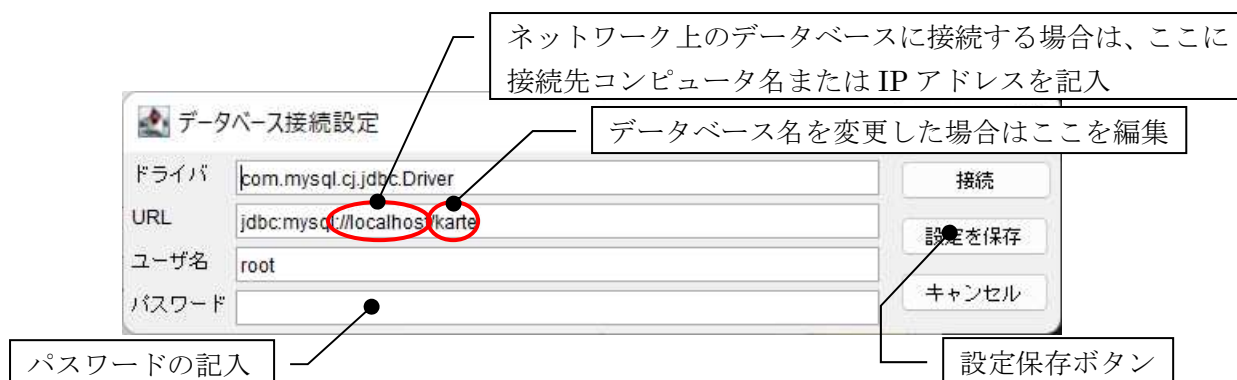 ネットワーク上のデータベースに接続する場合は、ここに
接続先コンピュータ名または IP アドレスを記入
データベース接続設定
データベース名を変更した場合はここを編集
ドライバ
com.mysql.cj.jdbc.Driver
接続
URL
jdbc:mysql://localhost/karte
設定を保存
ユーザ名
root
キャンセル
パスワード
パスワードの記入
設定保存ボタン